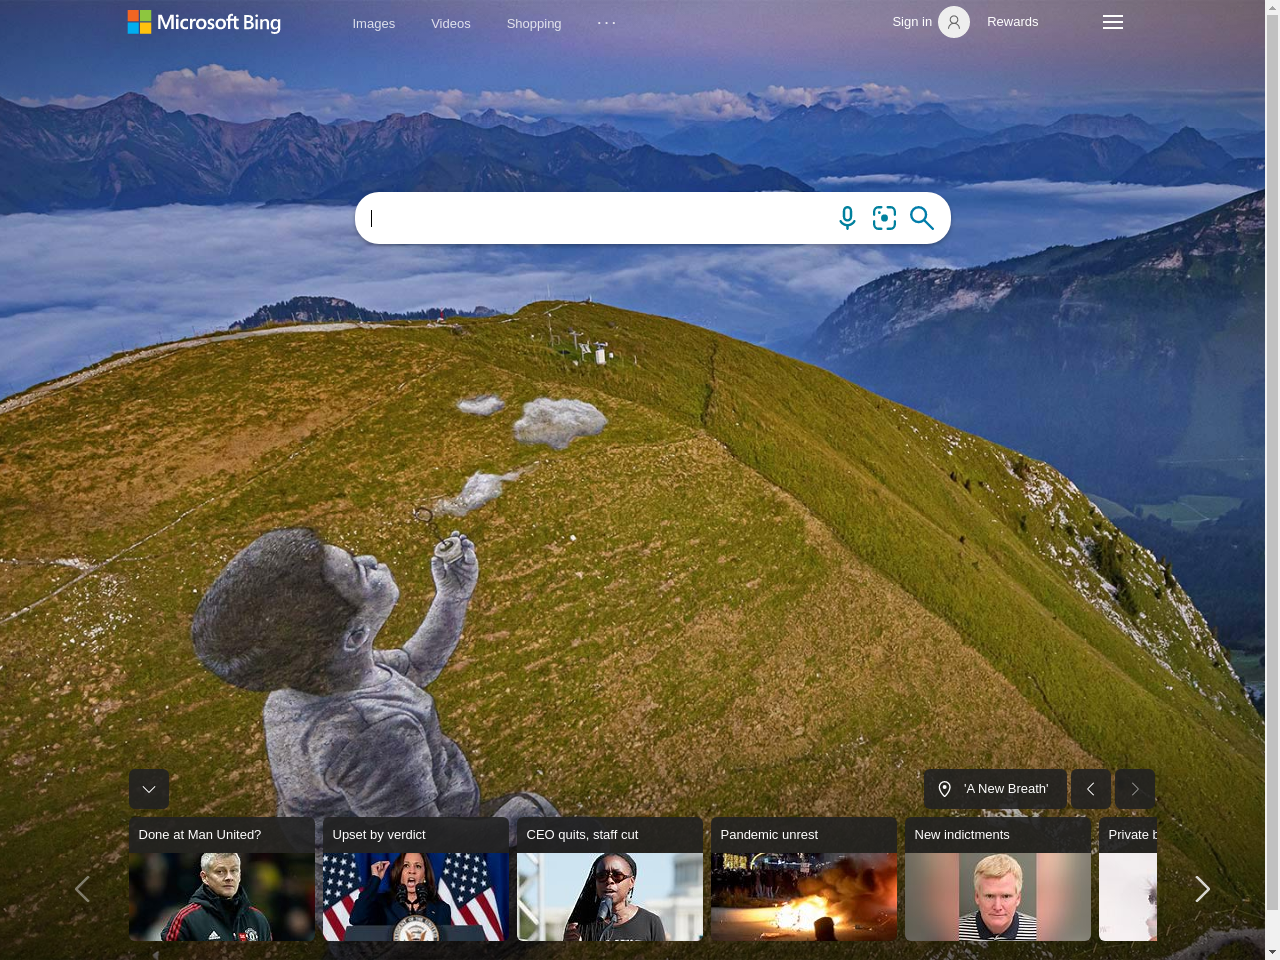 Microsoft Bing
Images
Videos
Shopping
...
Sign in
Rewards
'A New Breath'
Done at Man United?
Upset by verdict
CEO quits, staff cut
Pandemic unrest
New indictments
Private